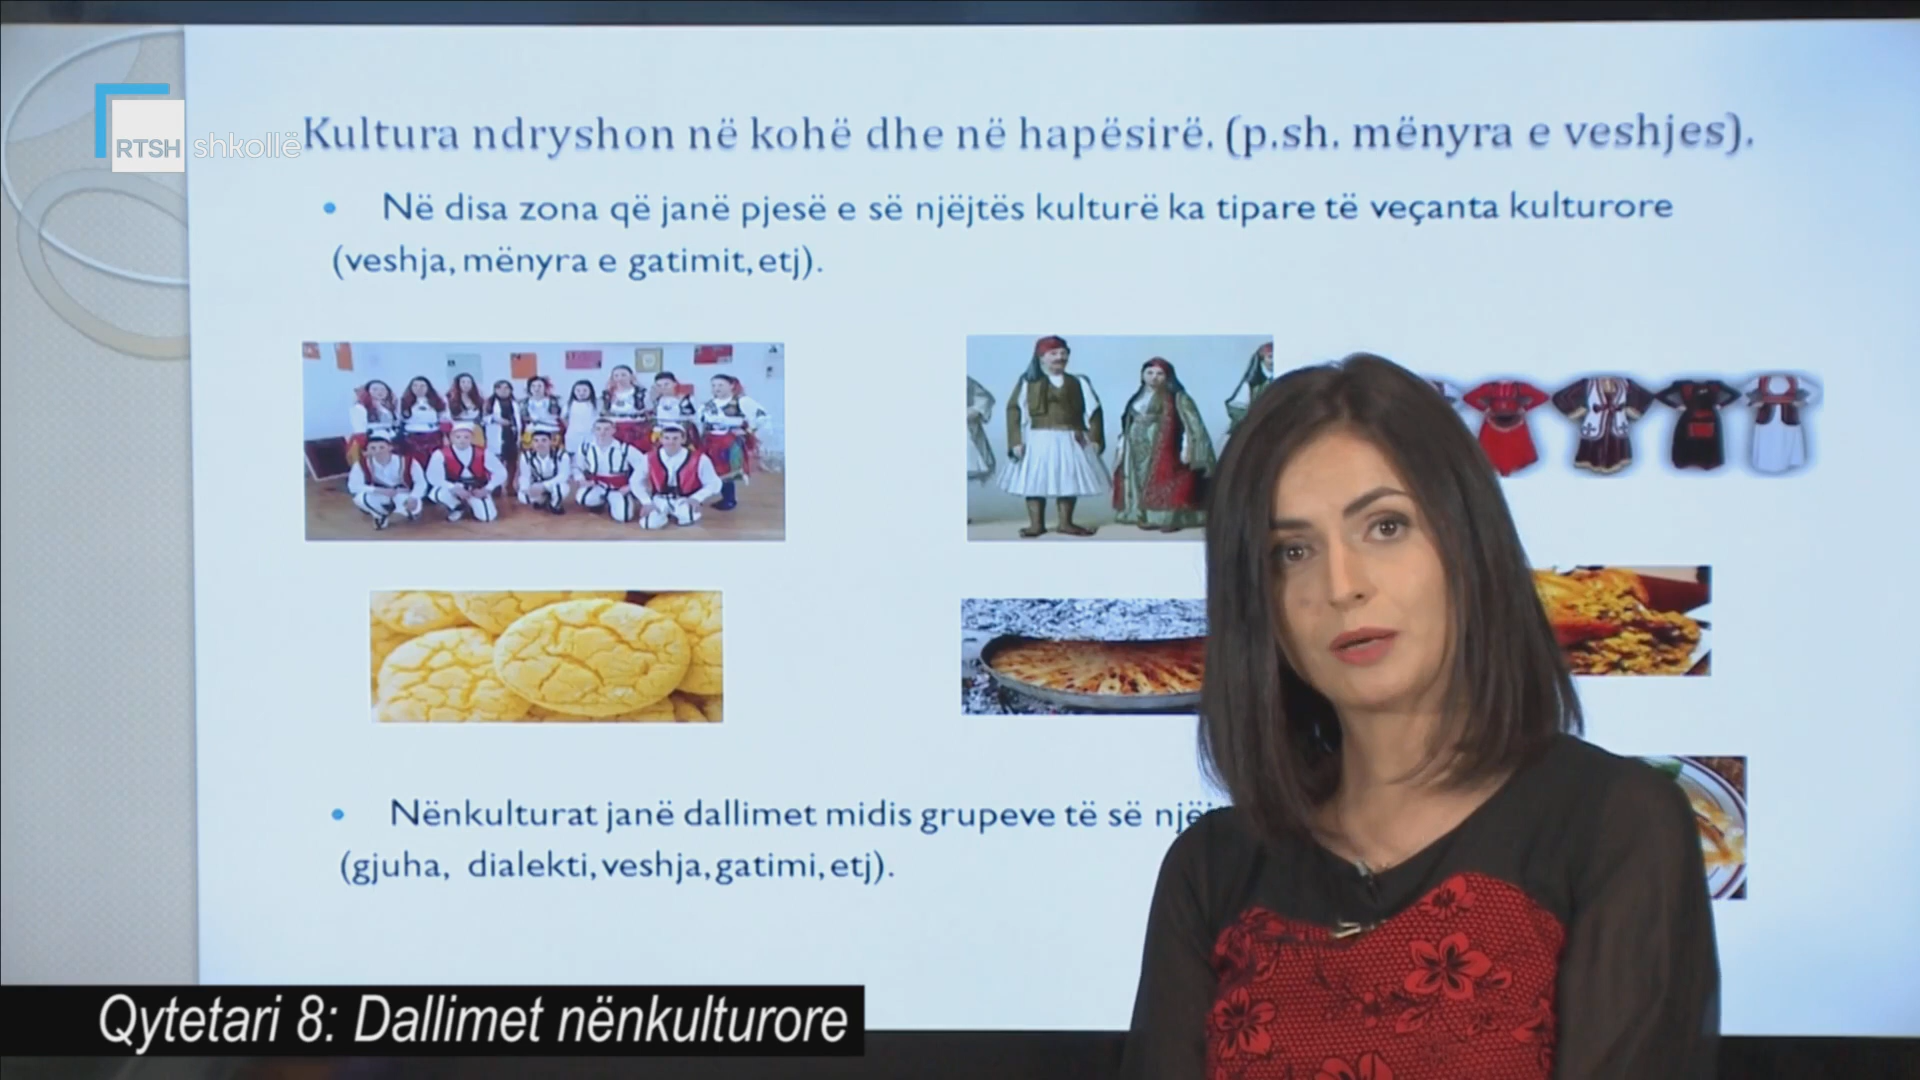 RTSH shkollë
Kultura ndryshon në kohë dhe në hapësirë. (p.sh. mënyra e veshjes).
• Në disa zona që janë pjesë e së njëjtës kulturë ka tipare të veçanta kulturore
(veshja, mënyra e gatimit, etj).
• Nënkulturat janë dallimet midis grupeve të së
(gjuha, dialekti, veshja, gatimi, etj).
Qytetari 8: Dallimet nënkulturore